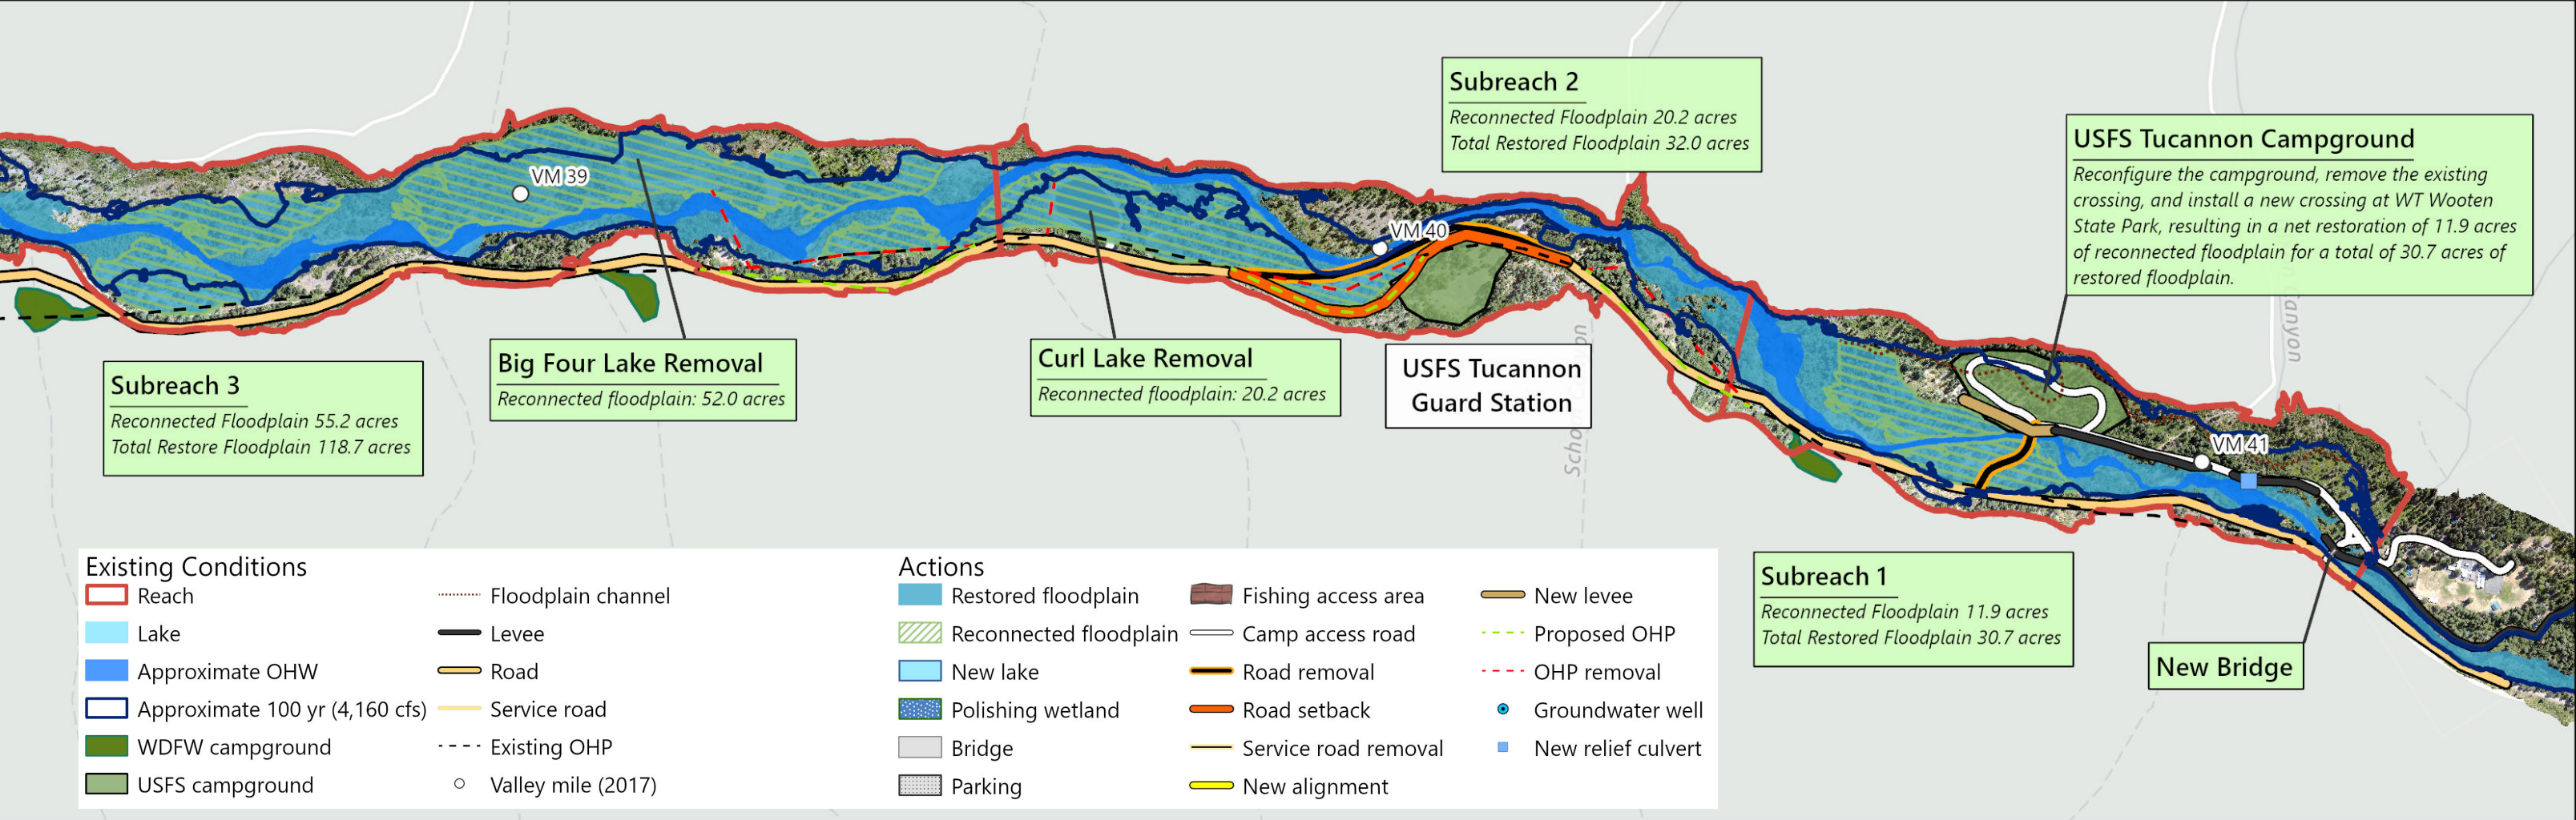 Subreach 2
Reconnected Floodplain 20.2 acres
Total Restored Floodplain 32.0 acres
USFS Tucannon Campground
Reconfigure the campground, remove the existing
crossing, and install a new crossing at WT Wooten
State Park, resulting in a net restoration of 11.9 acres
of reconnected floodplain for a total of 30.7 acres of
restored floodplain.
VM 39
VM 40
Canyon
Subreach 3
Reconnected Floodplain 55.2 acres
Total Restore Floodplain 118.7 acres
Big Four Lake Removal
Reconnected floodplain: 52.0 acres
Curl Lake Removal
Reconnected floodplain: 20.2 acres
USFS Tucannon
Guard Station
VM 41
Subreach 1
Reconnected Floodplain 11.9 acres
Total Restored Floodplain 30.7 acres
New Bridge
Existing Conditions
Reach
Lake
Approximate OHW
Approximate 100 yr (4,160 cfs)
WDFW campground
USFS campground
Floodplain channel
Levee
Road
Service road
Existing OHP
Valley mile (2017)
Actions
Restored floodplain
Reconnected floodplain
New lake
Polishing wetland
Bridge
Parking
Fishing access area
Camp access road
Road removal
Road setback
Service road removal
New alignment
New levee
Proposed OHP
OHP removal
Groundwater well
New relief culvert